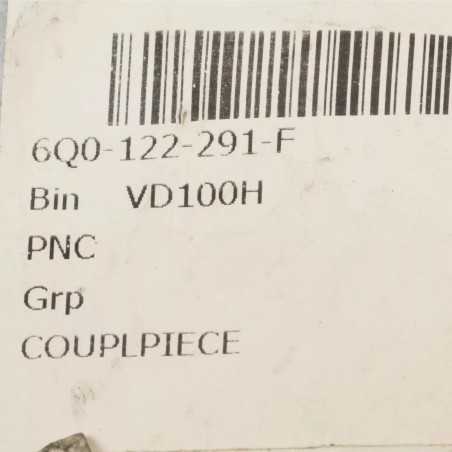 6Q0-122-291-F
Bin VD100H
PNC
Grp
COUPLPIECE